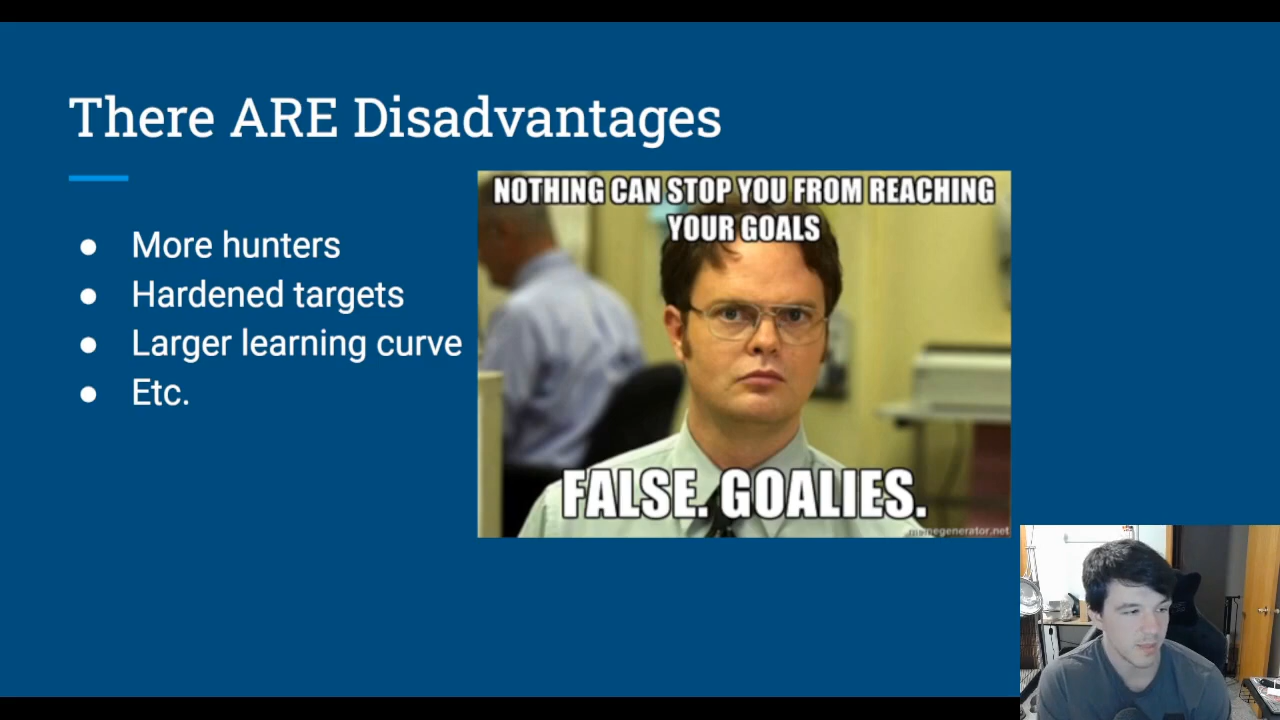 There ARE Disadvantages
● More hunters
● Hardened targets
● Larger learning curve
● Etc.
NOTHING CAN STOP YOU FROM REACHING
YOUR GOALS
FALSE. GOALIES.
memegenerator.net